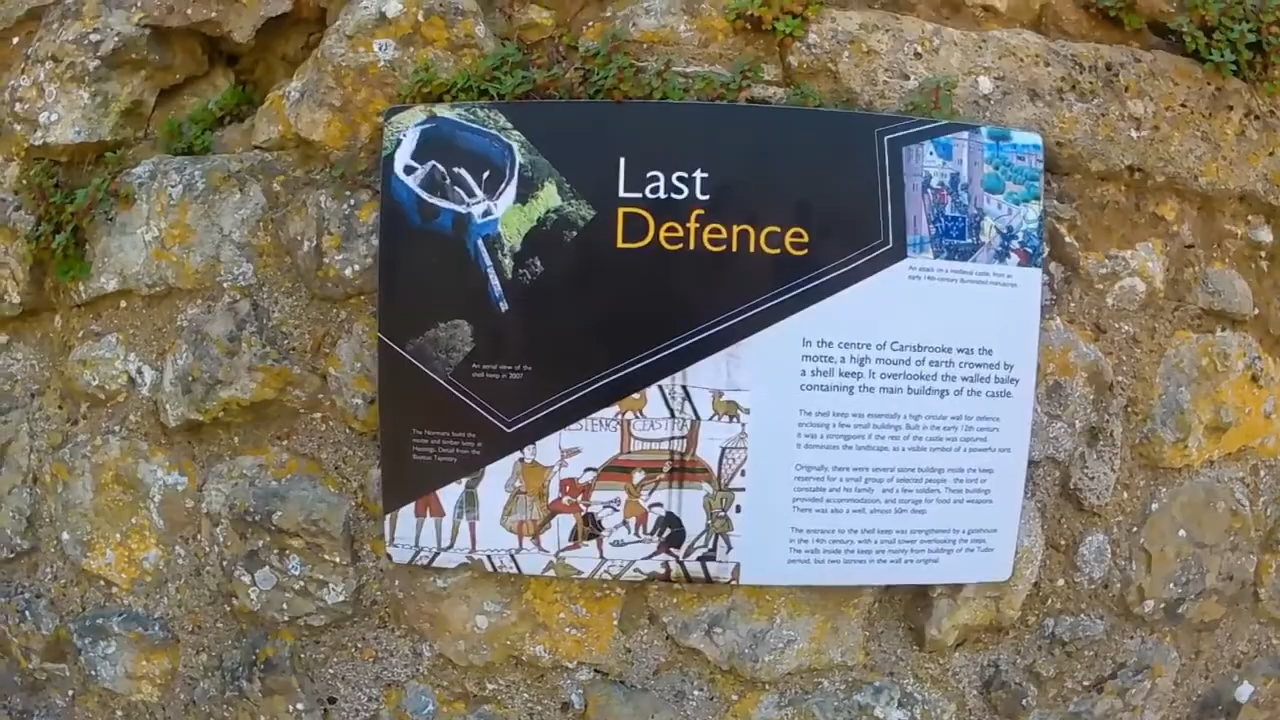 Last
Defence
An aerial view of the
shell keep in 2007
The Normans build the
motte and timber keep at
Hastings. Detail from the
Bayeux Tapestry.
CEASTRA
An attack on a medieval castle, from an
early 14th-century illuminated manuscript.
In the centre of Carisbrooke was the
motte, a high mound of earth crowned by
a shell keep. It overlooked the walled bailey
containing the main buildings of the castle.
The shell keep was essentially a high circular wall for defence,
enclosing a few small buildings. Built in the early 12th century
it was a strongpoint if the rest of the castle was captured.
It dominates the landscape, as a visible symbol of a powerful lord.
Originally, there were several stone buildings inside the keep,
reserved for a small group of selected people - the lord or
constable and his family - and a few soldiers. These buildings
provided accommodation, and storage for food and weapons.
There was also a well, almost 50m deep.
The entrance to the shell keep was strengthened by a gatehouse
in the 14th century, with a small tower overlooking the steps.
The walls inside the keep are mainly from buildings of the Tudor
period, but two latrines in the wall are original.